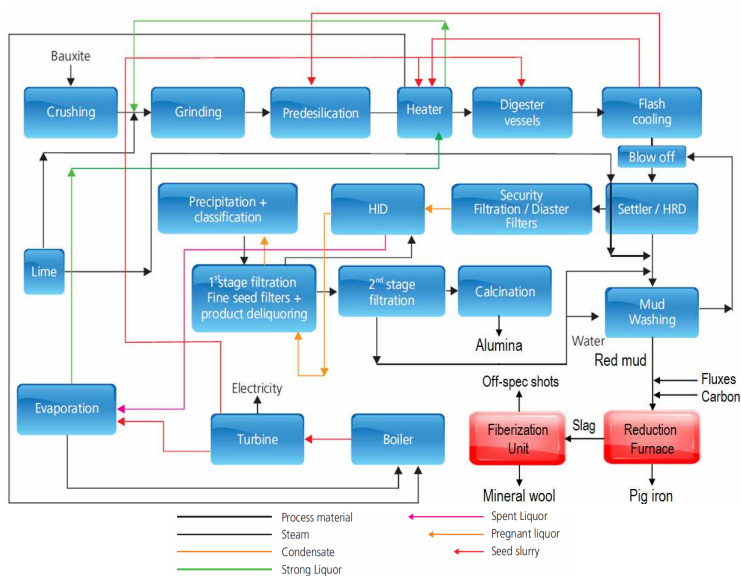 Bauxite
Crushing
Grinding
Predesilication
Heater
Digester
vessels
Flash
cooling
Blow off
Precipitation +
classification
HID
Security
Filtration / Diaster
Filters
Settler / HRD
Lime
1st stage filtration
Fine seed filters +
product deliquoring
2nd stage
filtration
Calcination
Mud
Washing
Water
Alumina
Red mud
Off-spec shots
Fluxes
Carbon
Electricity
Evaporation
Turbine
Boiler
Fiberization
Unit
Slag
Reduction
Furnace
Mineral wool
Pig iron
Process material
Spent Liquor
Steam
Pregnant liquor
Condensate
Seed slurry
Strong Liquor